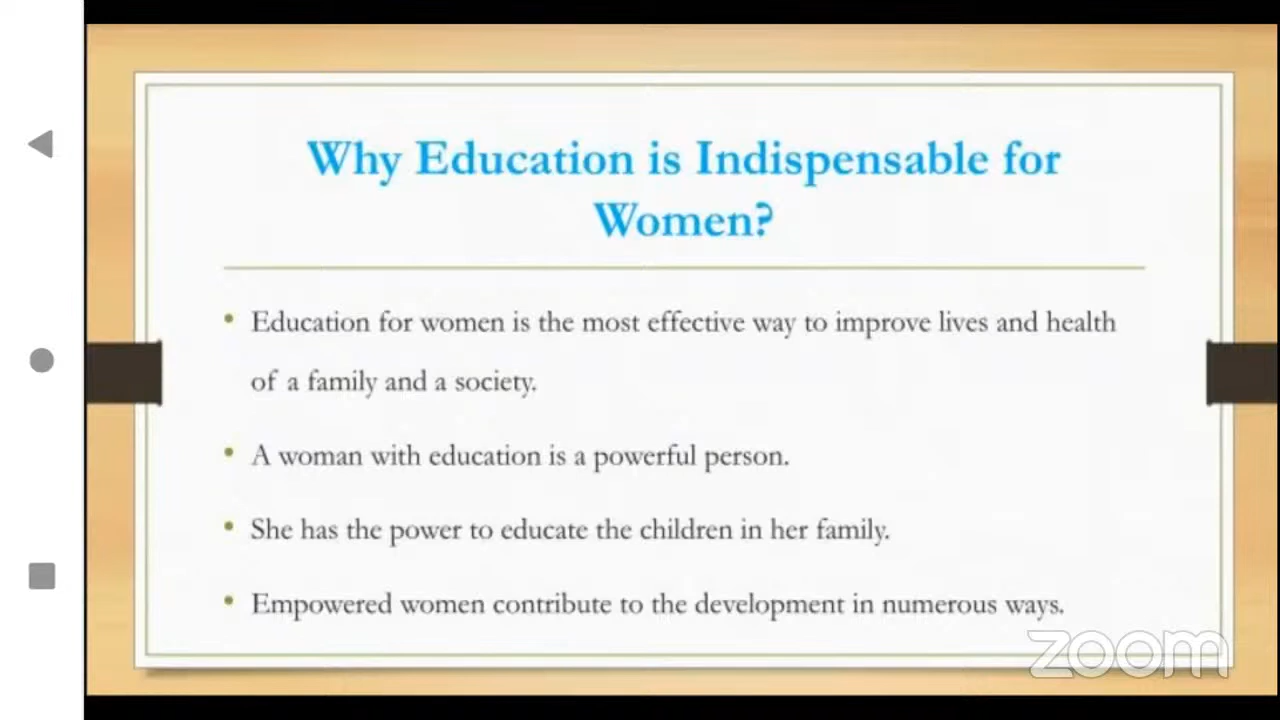 Why Education is Indispensable for
Women?
• Education for women is the most effective way to improve lives and health
of a family and a society.
• A woman with education is a powerful person.
• She has the power to educate the children in her family.
• Empowered women contribute to the development in numerous ways.
zoom